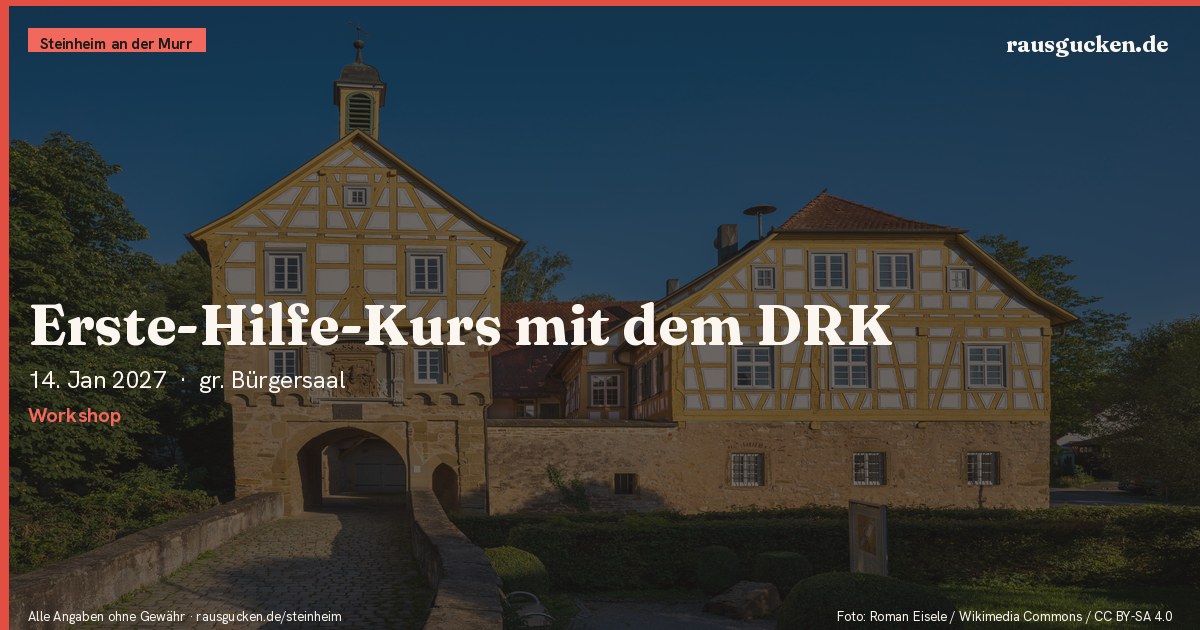 Steinheim an der Murr
rausgucken.de
Erste-Hilfe-Kurs mit dem DRK
14. Jan 2027 · gr. Bürgersaal
Workshop
Alle Angaben ohne Gewähr · rausgucken.de/steinheim
Foto: Roman Eisele / Wikimedia Commons / CC BY-SA 4.0